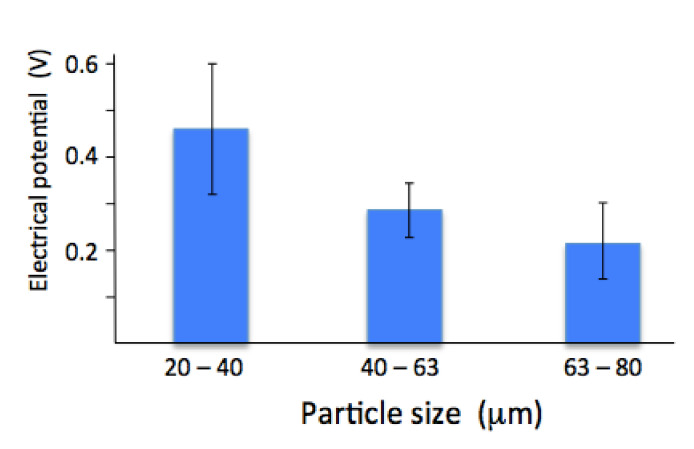 Electrical potential (V)
0.6
0.4
0.2
20 – 40
40 – 63
63 – 80
Particle size (μm)